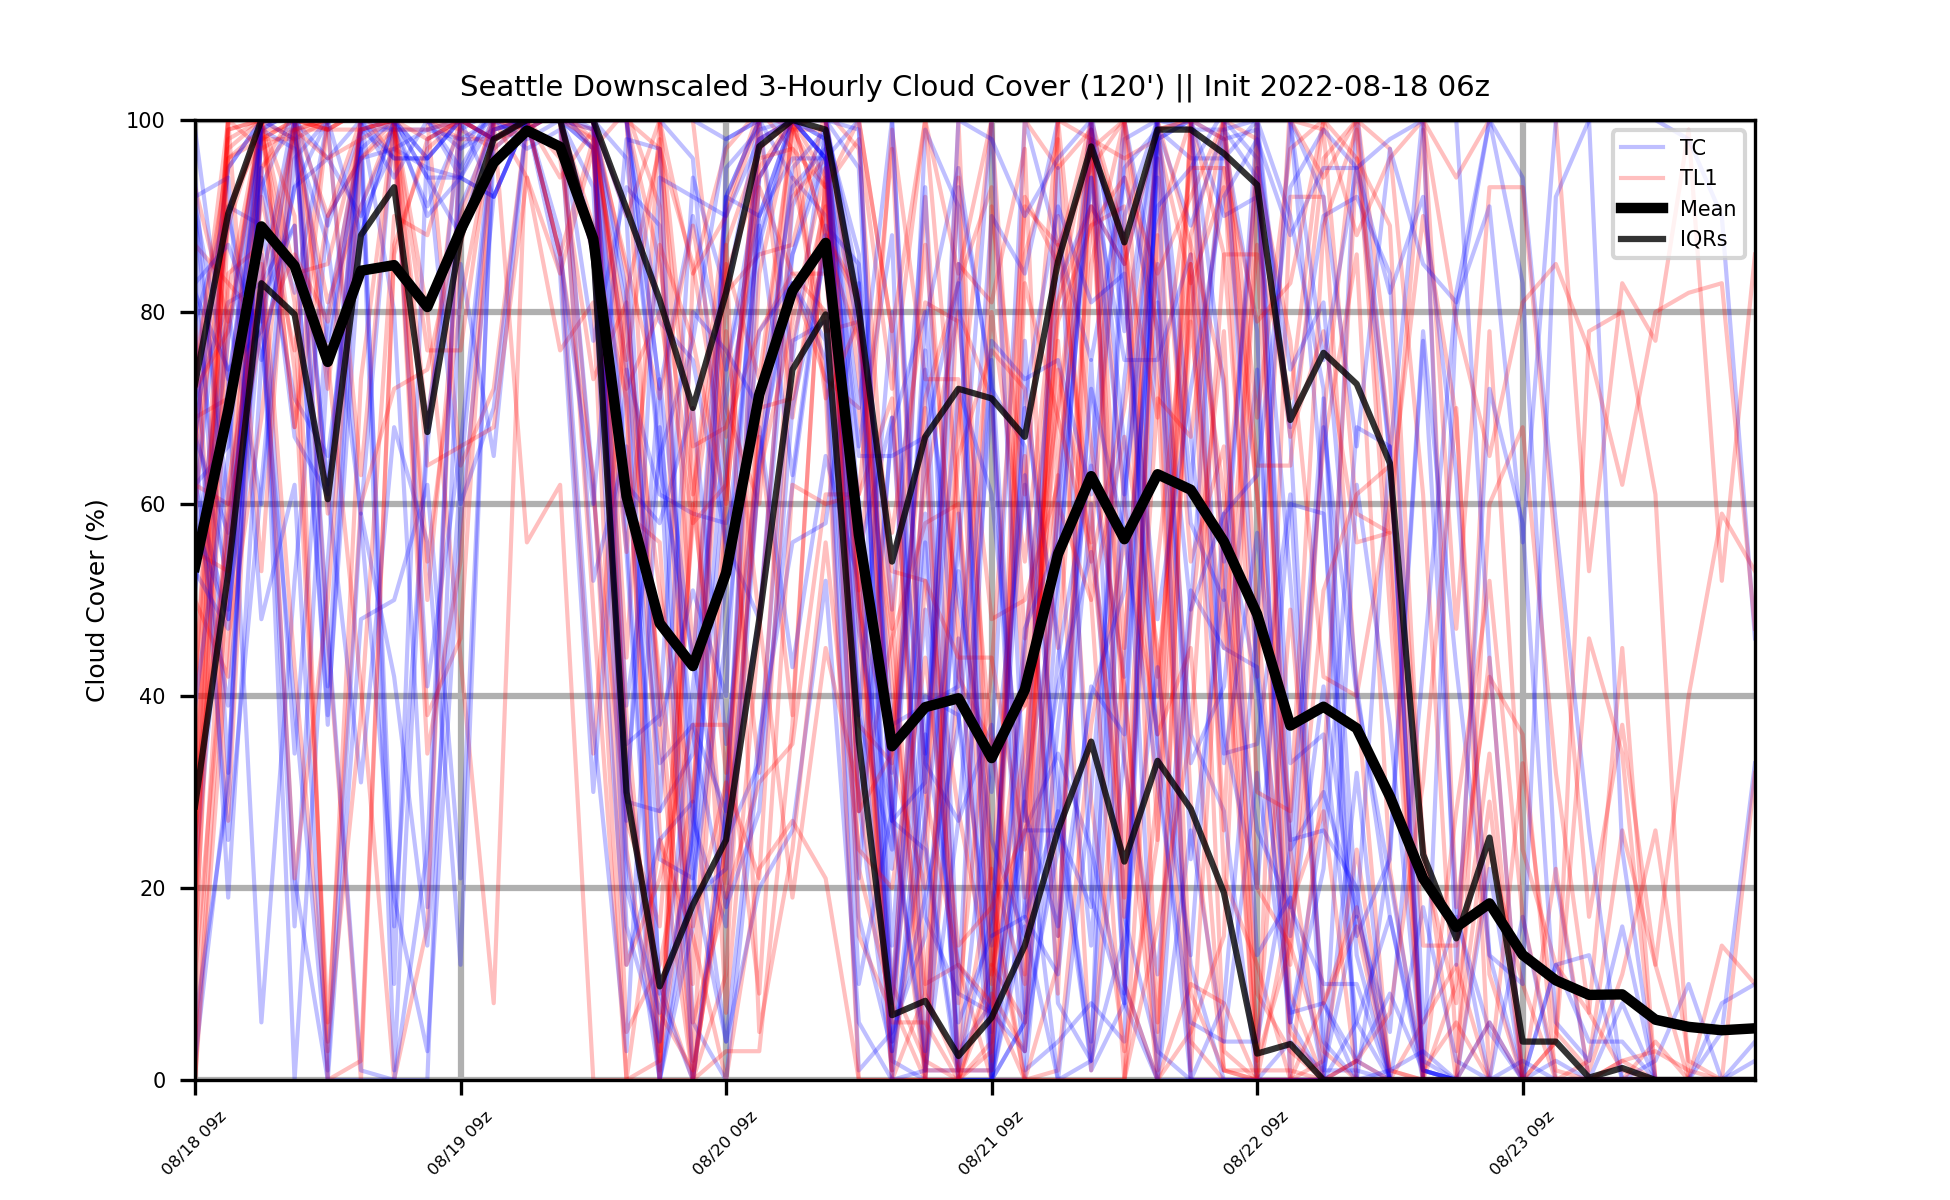 Seattle Downscaled 3-Hourly Cloud Cover (120') || Init 2022-08-18 06z
TC
TL1
Mean
IQRs
Cloud Cover (%)
100
80
60
40
20
0
08/18 09z
08/19 09z
08/20 09z
08/21 09z
08/22 09z
08/23 09z